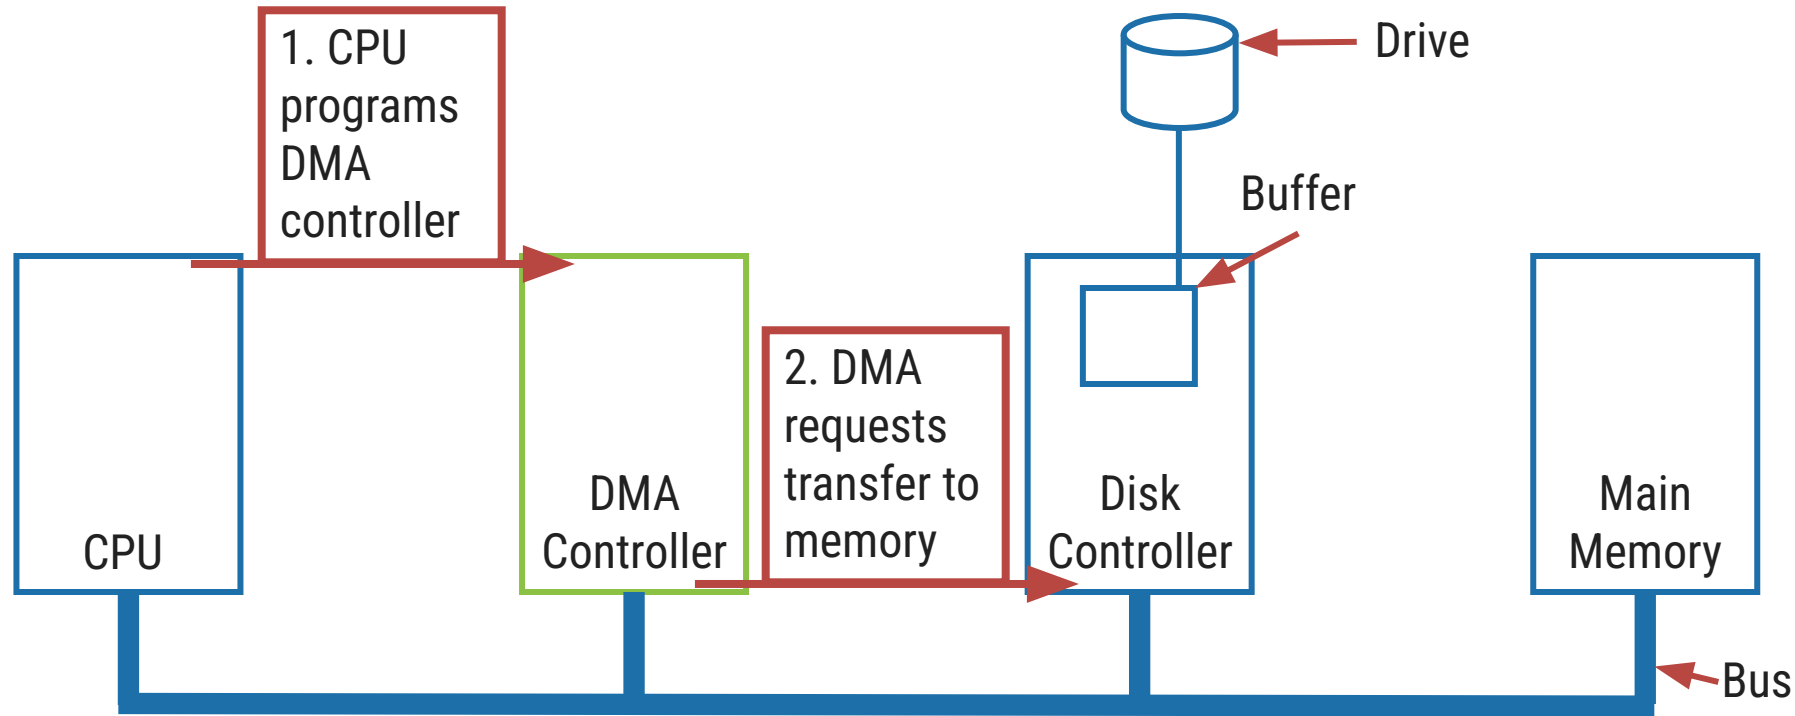 1. CPU
programs
DMA
controller
Drive
Buffer
2. DMA
requests
transfer to
memory
CPU
DMA
Controller
Disk
Controller
Main
Memory
Bus